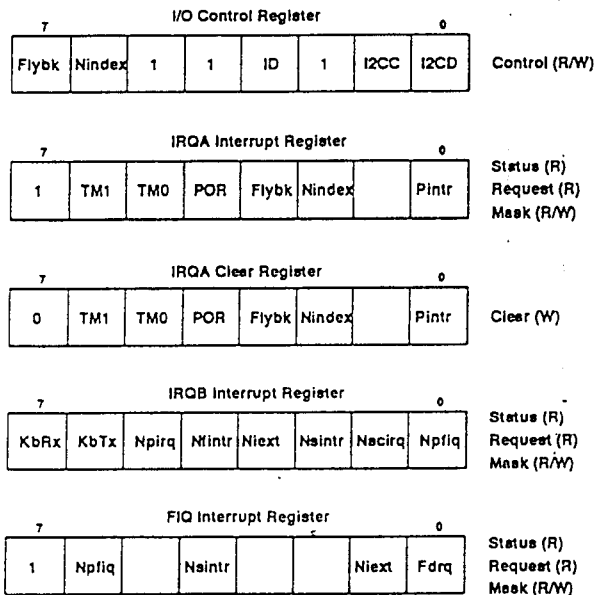 I/O Control Register
7 0
Flybk Nindex 1 1 ID 1 I2CC I2CD Control (R/W)
IRQA Interrupt Register
7 0
Status (R)
1 TM1 TM0 POR Flybk Nindex Pintr Request (R)
Mask (R/W)
IRQA Clear Register
7 0
0 TM1 TM0 POR Flybk Nindex Pintr Clear (W)
IRQB Interrupt Register
7 0
Status (R)
KbRx KbTx Npirq Nfintr Niext Nsintr Nscirq Npfiq Request (R)
Mask (R/W)
FIQ Interrupt Register
7 0
Status (R)
1 Npfiq Nsintr Niext Fdrq Request (R)
Mask (R/W)